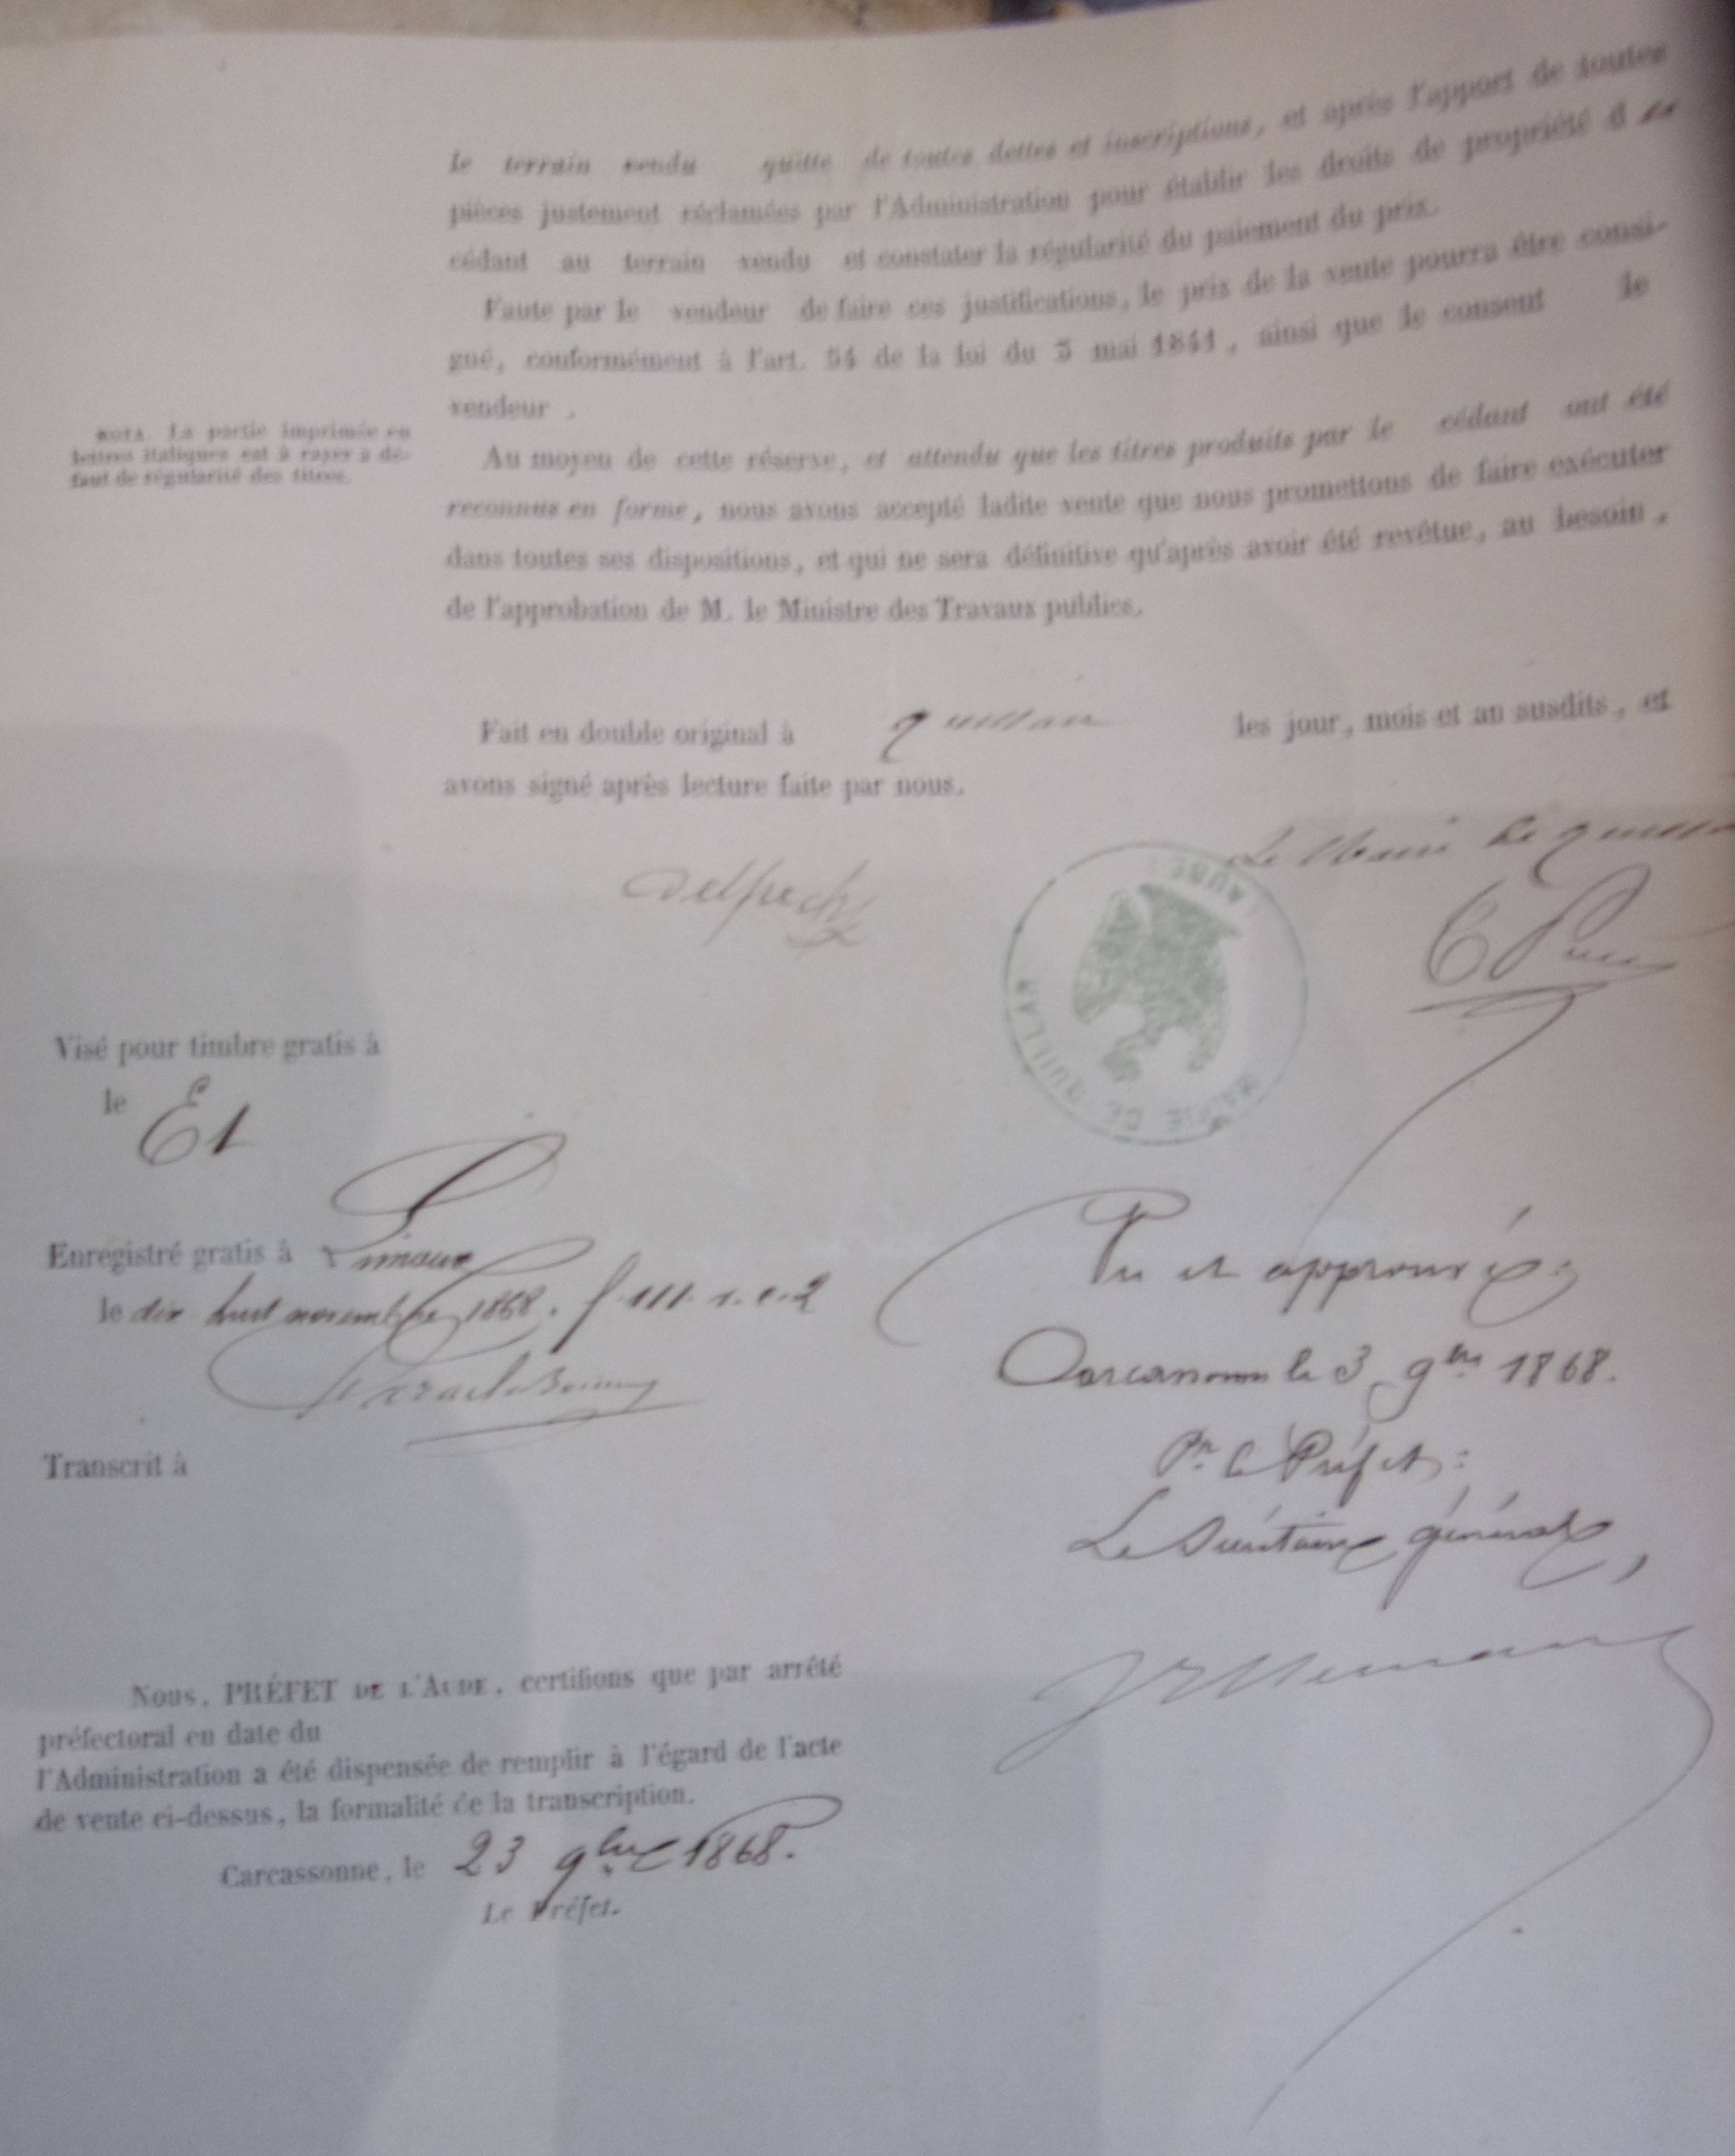 le terrain vendu quitte de toutes dettes et inscriptions, et après l'apport de toutes
pièces justement réclamées par l'Administration pour établir les droits de propriété d
cédant au terrain vendu et constater la régularité du paiement du prix.
Faute par le vendeur de faire ces justifications, le prix de la vente pourra être consi-
gné, conformément à l'art. 54 de la loi du 3 mai 1841, ainsi que le consent le
vendeur.
NOTA. La partie imprimée en
lettres italiques est à rayer à dé-
faut de régularité des titres.
Au moyen de cette réserve, et attendu que les titres produits par le cédant ont été
reconnus en forme, nous avons accepté ladite vente que nous promettons de faire exécuter
dans toutes ses dispositions, et qui ne sera définitive qu'après avoir été revêtue, au besoin,
de l'approbation de M. le Ministre des Travaux publics.
Fait en double original à quillan les jour, mois et an susdits, et
avons signé après lecture faite par nous.
Le Maire de quillan
Delpech
MAIRIE DE QUILLAN (AUDE)
Visé pour timbre gratis à
le
Et
Enregistré gratis à Limoux
le dix huit novembre 1868. f. 111. r. c. 2
Transcrit à
Vu et approuvé:
Carcassonne le 3 9bre 1868.
Pr le Préfet:
Le Secrétaire général,
Nous, PRÉFET DE L'AUDE, certifions que par arrêté
préfectoral en date du
l'Administration a été dispensée de remplir à l'égard de l'acte
de vente ci-dessus, la formalité de la transcription.
Carcassonne, le 23 9bre 1868.
Le Préfet.